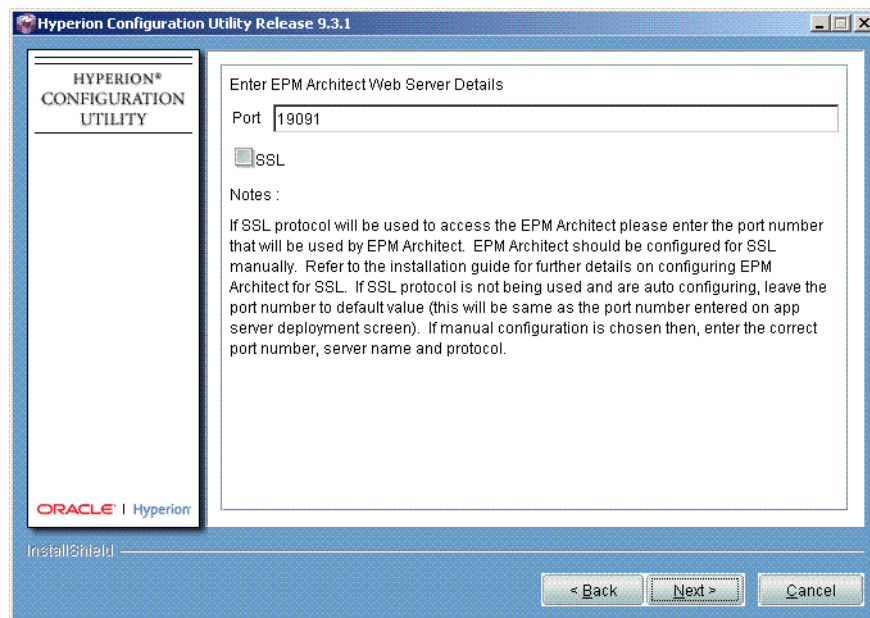 Hyperion Configuration Utility Release 9.3.1
HYPERION®
CONFIGURATION
UTILITY
Enter EPM Architect Web Server Details
Port 19091
SSL
Notes :
If SSL protocol will be used to access the EPM Architect please enter the port number
that will be used by EPM Architect. EPM Architect should be configured for SSL
manually. Refer to the installation guide for further details on configuring EPM
Architect for SSL. If SSL protocol is not being used and are auto configuring, leave the
port number to default value (this will be same as the port number entered on app
server deployment screen). If manual configuration is chosen then, enter the correct
port number, server name and protocol.
ORACLE | Hyperion
InstallShield
< Back Next > Cancel